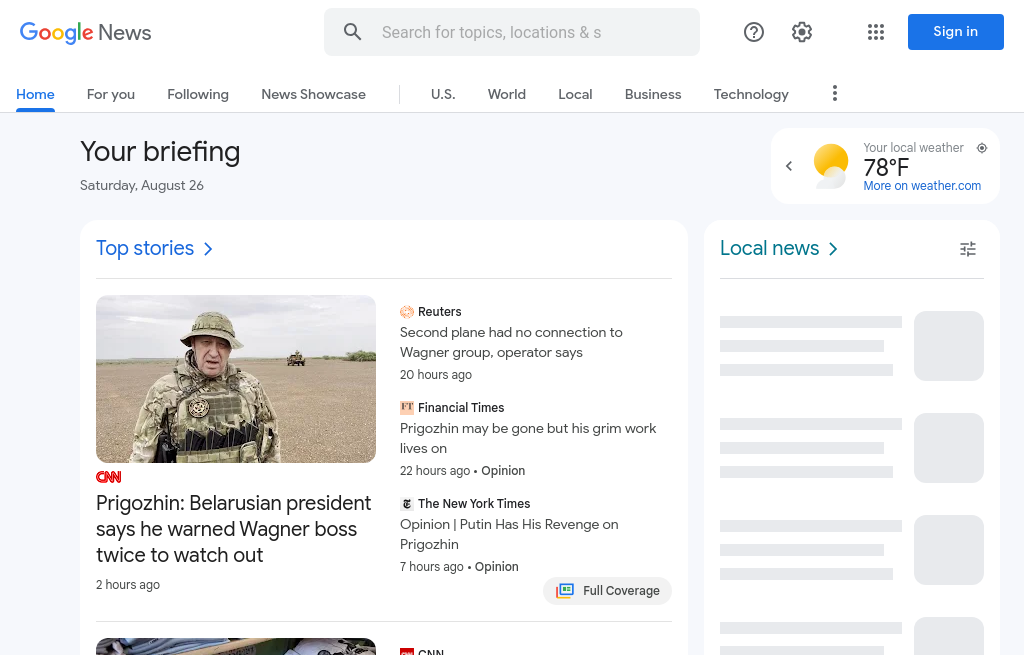 Google News
Search for topics, locations & s
Sign in
Home
For you
Following
News Showcase
U.S.
World
Local
Business
Technology
Your briefing
Saturday, August 26
Your local weather
78°F
More on weather.com
Top stories
CNN
Prigozhin: Belarusian president
says he warned Wagner boss
twice to watch out
2 hours ago
Reuters
Second plane had no connection to
Wagner group, operator says
20 hours ago
FT Financial Times
Prigozhin may be gone but his grim work
lives on
22 hours ago • Opinion
The New York Times
Opinion | Putin Has His Revenge on
Prigozhin
7 hours ago • Opinion
Full Coverage
CNN
Local news